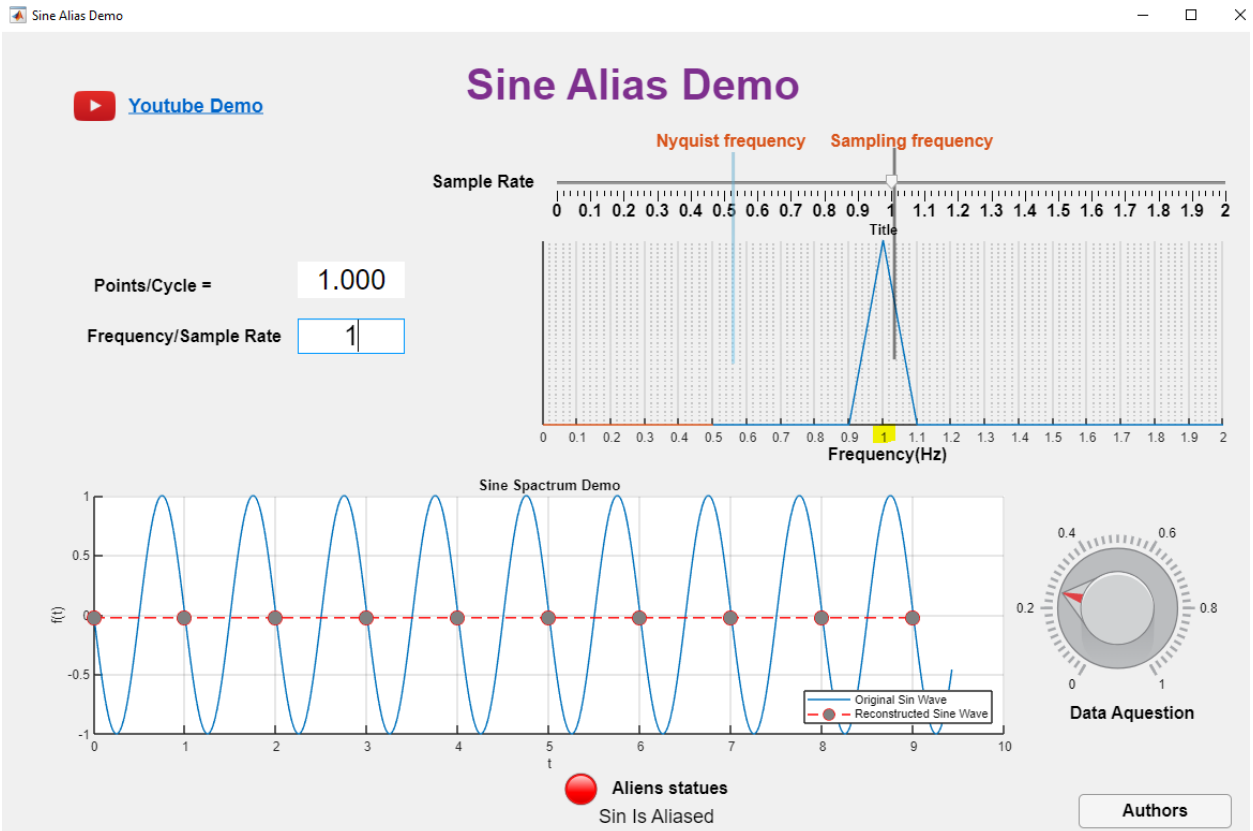 Sine Alias Demo
Sine Alias Demo
Youtube Demo
Nyquist frequency Sampling frequency
Sample Rate
0 0.1 0.2 0.3 0.4 0.5 0.6 0.7 0.8 0.9 1 1.1 1.2 1.3 1.4 1.5 1.6 1.7 1.8 1.9 2
Title
Points/Cycle = 1.000
Frequency/Sample Rate 1
0 0.1 0.2 0.3 0.4 0.5 0.6 0.7 0.8 0.9 1 1.1 1.2 1.3 1.4 1.5 1.6 1.7 1.8 1.9 2
Frequency(Hz)
Sine Spactrum Demo
1
0.5
0
-0.5
-1
f(t)
0 1 2 3 4 5 6 7 8 9 10
t
Original Sin Wave
Reconstructed Sine Wave
0.4 0.6
0.2 0.8
0 1
Data Aquestion
Aliens statues
Sin Is Aliased
Authors